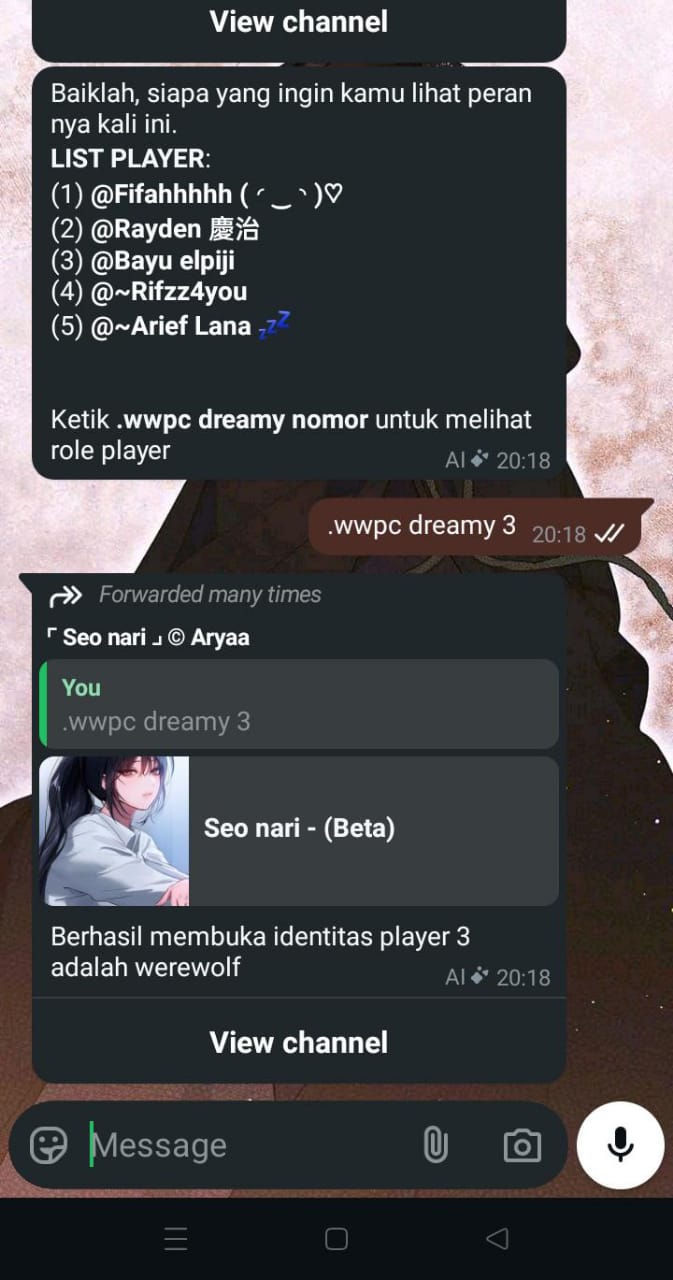 View channel
Baiklah, siapa yang ingin kamu lihat peran
nya kali ini.
LIST PLAYER:
(1) @Fifahhhhh ( ◜‿◝ )♡
(2) @Rayden 慶治
(3) @Bayu elpiji
(4) @~Rifzz4you
(5) @~Arief Lana 💤
Ketik .wwpc dreamy nomor untuk melihat
role player
AI 20:18
.wwpc dreamy 3 20:18
Forwarded many times
「 Seo nari 」© Aryaa
You
.wwpc dreamy 3
Seo nari - (Beta)
Berhasil membuka identitas player 3
adalah werewolf
AI 20:18
View channel
Message